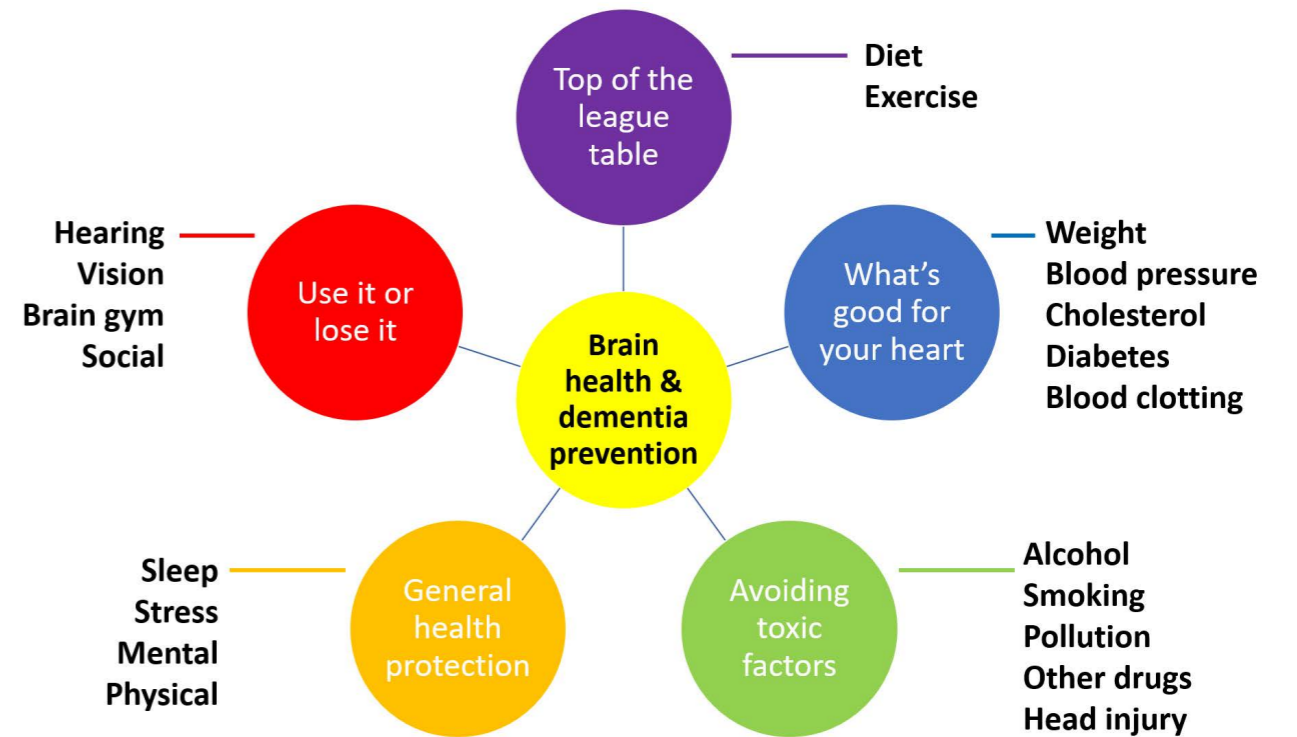 Top of the
league
table
Diet
Exercise
Hearing
Vision
Brain gym
Social
Use it or
lose it
What’s
good for
your heart
Weight
Blood pressure
Cholesterol
Diabetes
Blood clotting
Brain
health &
dementia
prevention
Sleep
Stress
Mental
Physical
General
health
protection
Avoiding
toxic
factors
Alcohol
Smoking
Pollution
Other drugs
Head injury